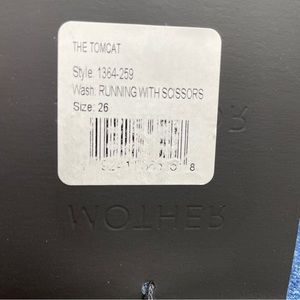 THE TOMCAT
Style: 1364-259
Wash: RUNNING WITH SCISSORS
Size: 26
MOTHER